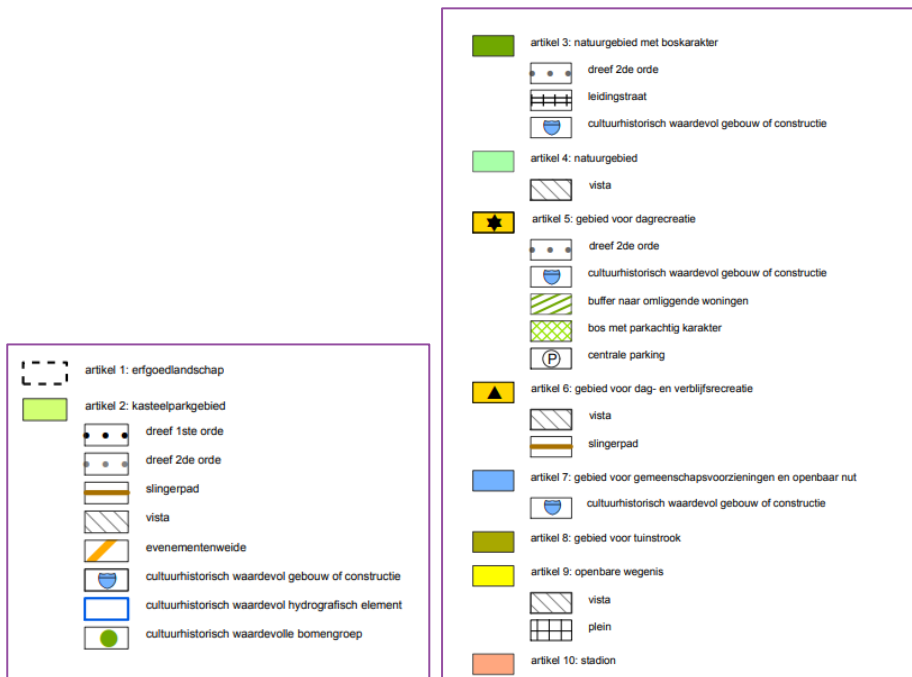 artikel 1: erfgoedlandschap
artikel 2: kasteelparkgebied
dreef 1ste orde
dreef 2de orde
slingerpad
vista
evenementenweide
cultuurhistorisch waardevol gebouw of constructie
cultuurhistorisch waardevol hydrografisch element
cultuurhistorisch waardevolle bomengroep
artikel 3: natuurgebied met boskarakter
dreef 2de orde
leidingstraat
cultuurhistorisch waardevol gebouw of constructie
artikel 4: natuurgebied
vista
artikel 5: gebied voor dagrecreatie
dreef 2de orde
cultuurhistorisch waardevol gebouw of constructie
buffer naar omliggende woningen
bos met parkachtig karakter
P centrale parking
artikel 6: gebied voor dag- en verblijfsrecreatie
vista
slingerpad
artikel 7: gebied voor gemeenschapsvoorzieningen en openbaar nut
cultuurhistorisch waardevol gebouw of constructie
artikel 8: gebied voor tuinstrook
artikel 9: openbare wegenis
vista
plein
artikel 10: stadion